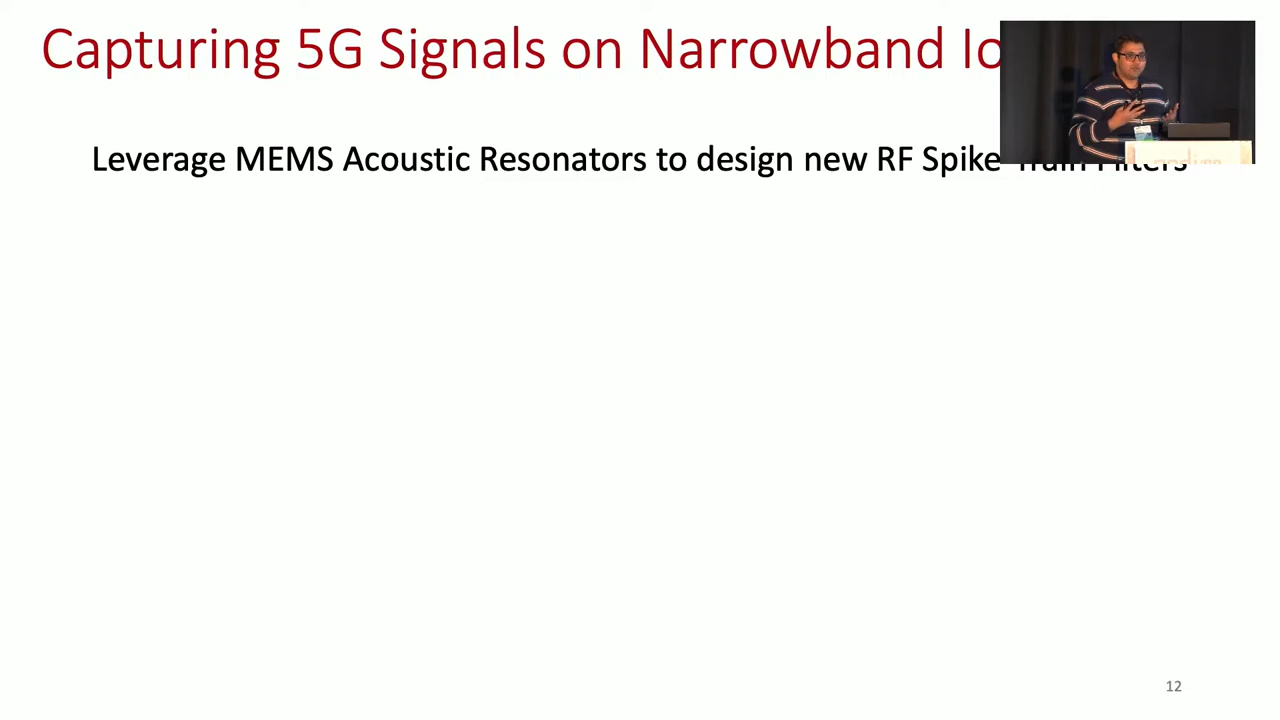 Capturing 5G Signals on Narrowband Io
Leverage MEMS Acoustic Resonators to design new RF Spike Train Filters
12